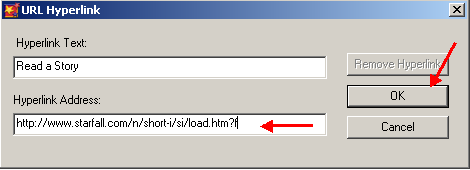 URL Hyperlink
Hyperlink Text:
Read a Story
Remove Hyperlink
OK
Hyperlink Address:
http://www.starfall.com/n/short-i/si/load.htm?f
Cancel